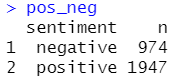 > pos_neg
  sentiment    n
1  negative  974
2  positive 1947